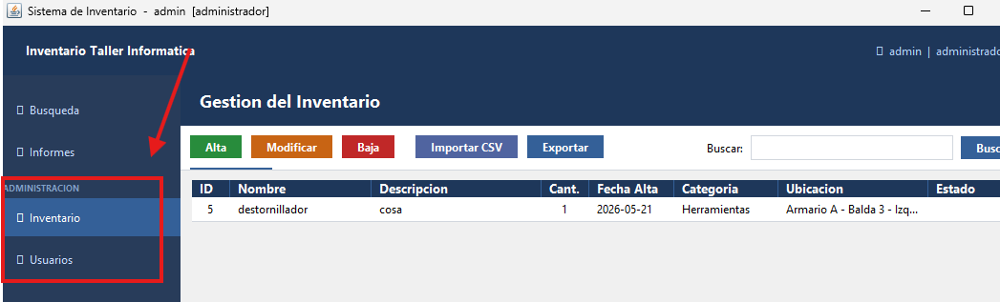 Sistema de Inventario - admin [administrador]
Inventario Taller Informatica
admin | administrado
Busqueda
Informes
ADMINISTRACION
Inventario
Usuarios
Gestion del Inventario
Alta Modificar Baja Importar CSV Exportar Buscar: Busc
ID Nombre Descripcion Cant. Fecha Alta Categoria Ubicacion Estado
5 destornillador cosa 1 2026-05-21 Herramientas Armario A - Balda 3 - Izq...